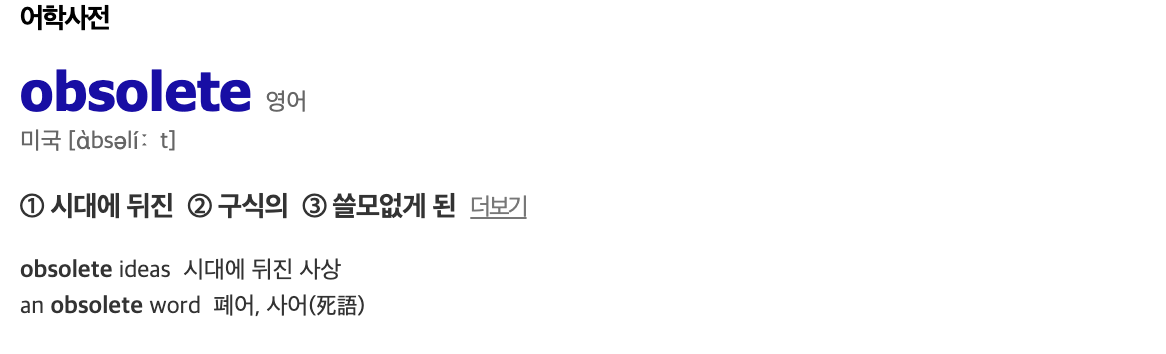 어학사전
obsolete 영어
미국 [ɑ̀bsəlíː t]
① 시대에 뒤진 ② 구식의 ③ 쓸모없게 된 더보기
obsolete ideas 시대에 뒤진 사상
an obsolete word 폐어, 사어(死語)